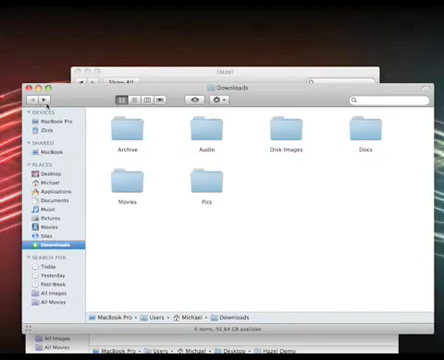 Hazel
Show All
Downloads
DEVICES
MacBook Pro
iDisk
SHARED
MacBook
PLACES
Desktop
Michael
Applications
Documents
Music
Pictures
Movies
Sites
Downloads
SEARCH FOR
Today
Yesterday
Past Week
All Images
All Movies
Archive
Audio
Disk Images
Docs
Movies
Pics
MacBook Pro Users Michael Downloads
6 items, 92.64 GB available
All Images
All Movies
MacBook Pro Users Michael Desktop Hazel Demo